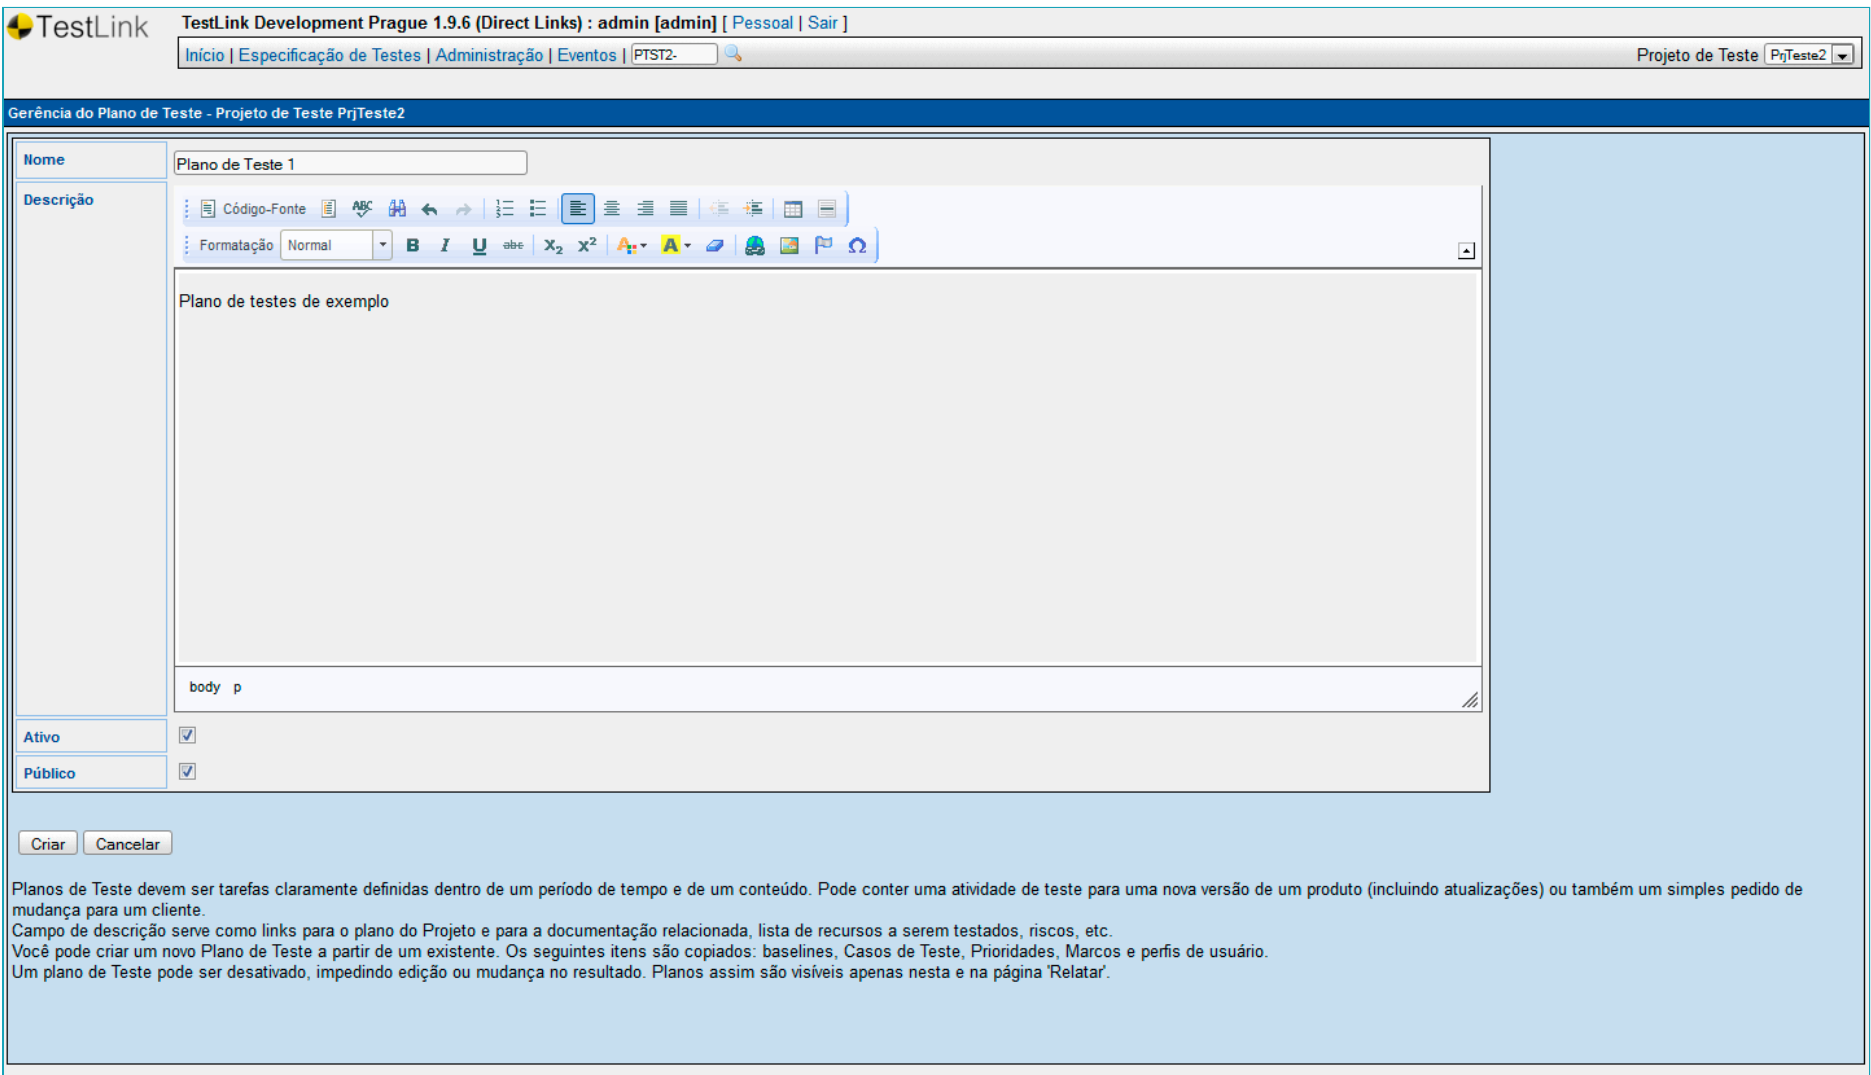 TestLink
TestLink Development Prague 1.9.6 (Direct Links) : admin [admin] [ Pessoal | Sair ]
Início | Especificação de Testes | Administração | Eventos | PTST2-
Projeto de Teste PrjTeste2
Gerência do Plano de Teste - Projeto de Teste PrjTeste2
Nome
Plano de Teste 1
Descrição
Código-Fonte ABC
Formatação Normal B I U abc X₂ X² A A Ω
Plano de testes de exemplo
body p
Ativo
Público
Criar Cancelar
Planos de Teste devem ser tarefas claramente definidas dentro de um período de tempo e de um conteúdo. Pode conter uma atividade de teste para uma nova versão de um produto (incluindo atualizações) ou também um simples pedido de
mudança para um cliente.
Campo de descrição serve como links para o plano do Projeto e para a documentação relacionada, lista de recursos a serem testados, riscos, etc.
Você pode criar um novo Plano de Teste a partir de um existente. Os seguintes itens são copiados: baselines, Casos de Teste, Prioridades, Marcos e perfis de usuário.
Um plano de Teste pode ser desativado, impedindo edição ou mudança no resultado. Planos assim são visíveis apenas nesta e na página 'Relatar'.